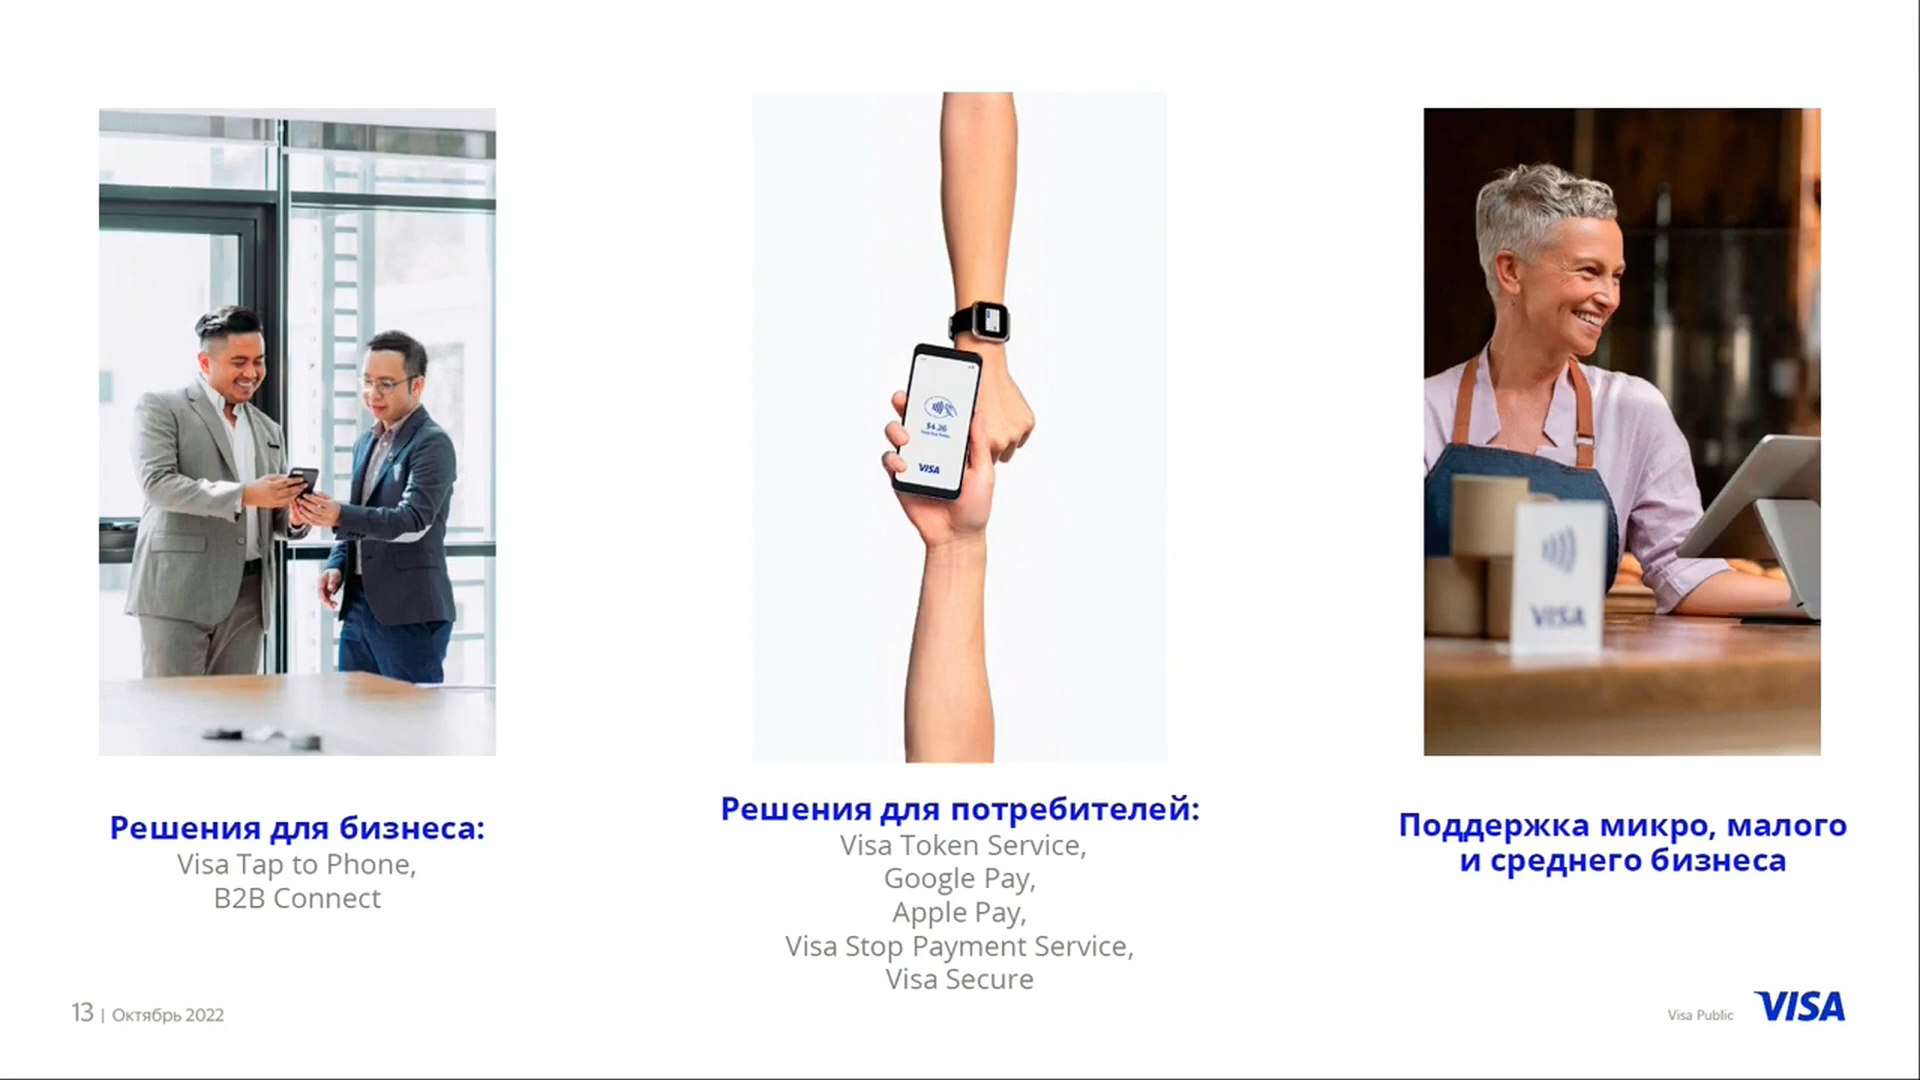 $4.26
VISA
VISA
Решения для бизнеса:
Visa Tap to Phone,
B2B Connect
Решения для потребителей:
Visa Token Service,
Google Pay,
Apple Pay,
Visa Stop Payment Service,
Visa Secure
Поддержка микро, малого
и среднего бизнеса
13 | Октябрь 2022
Visa Public
VISA